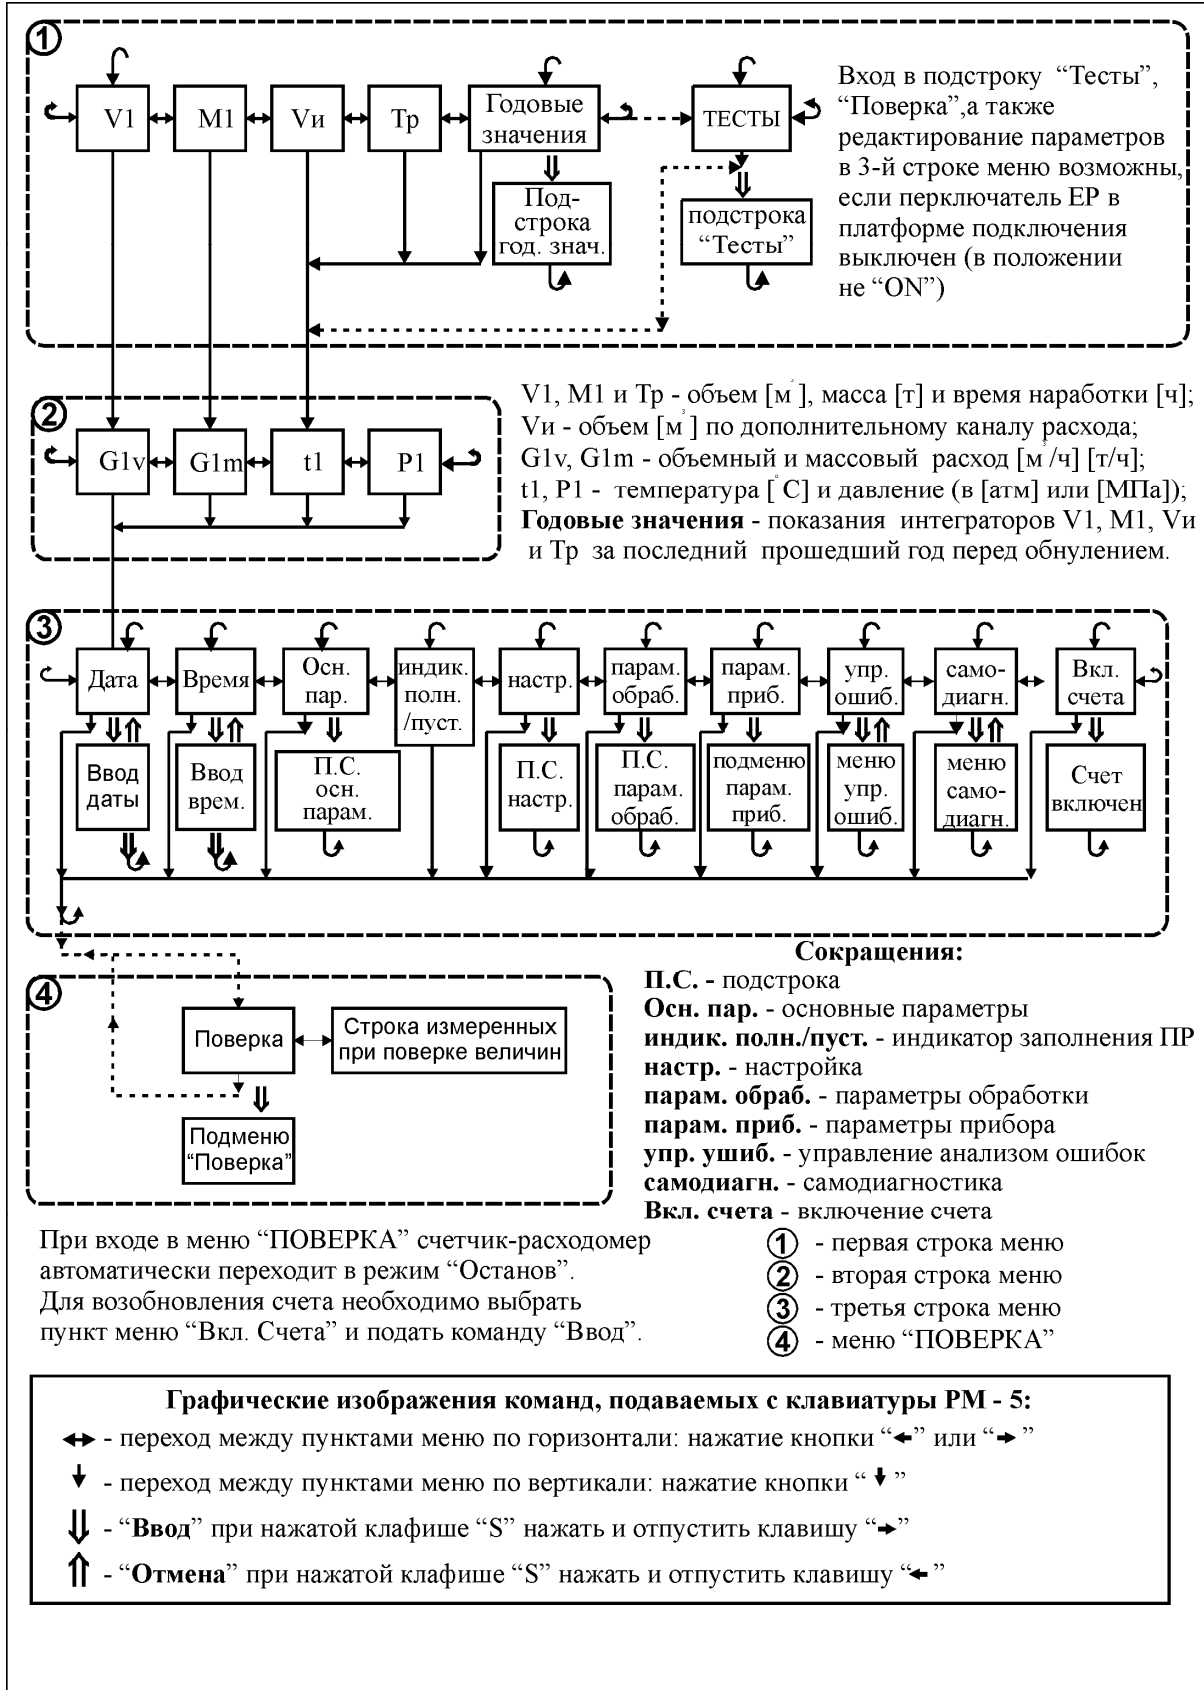 1
V1
M1
Vи
Тр
Годовые
значения
ТЕСТЫ
Под-
строка
год. знач.
подстрока
“Тесты”
Вход в подстроку “Тесты”,
“Поверка”,а также
редактирование параметров
в 3-й строке меню возможны,
если перключатель ЕР в
платформе подключения
выключен (в положении
не “ON”)
2
G1v
G1m
t1
P1
V1, M1 и Тр - объем [м³], масса [т] и время наработки [ч];
Vи - объем [м³] по дополнительному каналу расхода;
G1v, G1m - объемный и массовый расход [м³/ч] [т/ч];
t1, P1 - температура [°С] и давление (в [атм] или [МПа]);
Годовые значения - показания интеграторов V1, M1, Vи
и Тр за последний прошедший год перед обнулением.
3
Дата
Время
Осн.
пар.
индик.
полн.
/пуст.
настр.
парам.
обраб.
парам.
приб.
упр.
ошиб.
само-
диагн.
Вкл.
счета
Ввод
даты
Ввод
врем.
П.С.
осн.
парам.
П.С.
настр.
П.С.
парам.
обраб.
подменю
парам.
приб.
меню
упр.
ошиб.
меню
само-
диагн.
Счет
включен
4
Поверка
Строка измеренных
при поверке величин
Подменю
“Поверка”
Сокращения:
П.С. - подстрока
Осн. пар. - основные параметры
индик. полн./пуст. - индикатор заполнения ПР
настр. - настройка
парам. обраб. - параметры обработки
парам. приб. - параметры прибора
упр. ушиб. - управление анализом ошибок
самодиагн. - самодиагностика
Вкл. счета - включение счета
1 - первая строка меню
2 - вторая строка меню
3 - третья строка меню
4 - меню “ПОВЕРКА”
При входе в меню “ПОВЕРКА” счетчик-расходомер
автоматически переходит в режим “Останов”.
Для возобновления счета необходимо выбрать
пункт меню “Вкл. Счета” и подать команду “Ввод”.
Графические изображения команд, подаваемых с клавиатуры РМ - 5:
↔ - переход между пунктами меню по горизонтали: нажатие кнопки “←” или “→ ”
↓ - переход между пунктами меню по вертикали: нажатие кнопки “ ↓ ”
⇓ - “Ввод” при нажатой клафише “S” нажать и отпустить клавишу “→”
⇑ - “Отмена” при нажатой клафише “S” нажать и отпустить клавишу “← ”